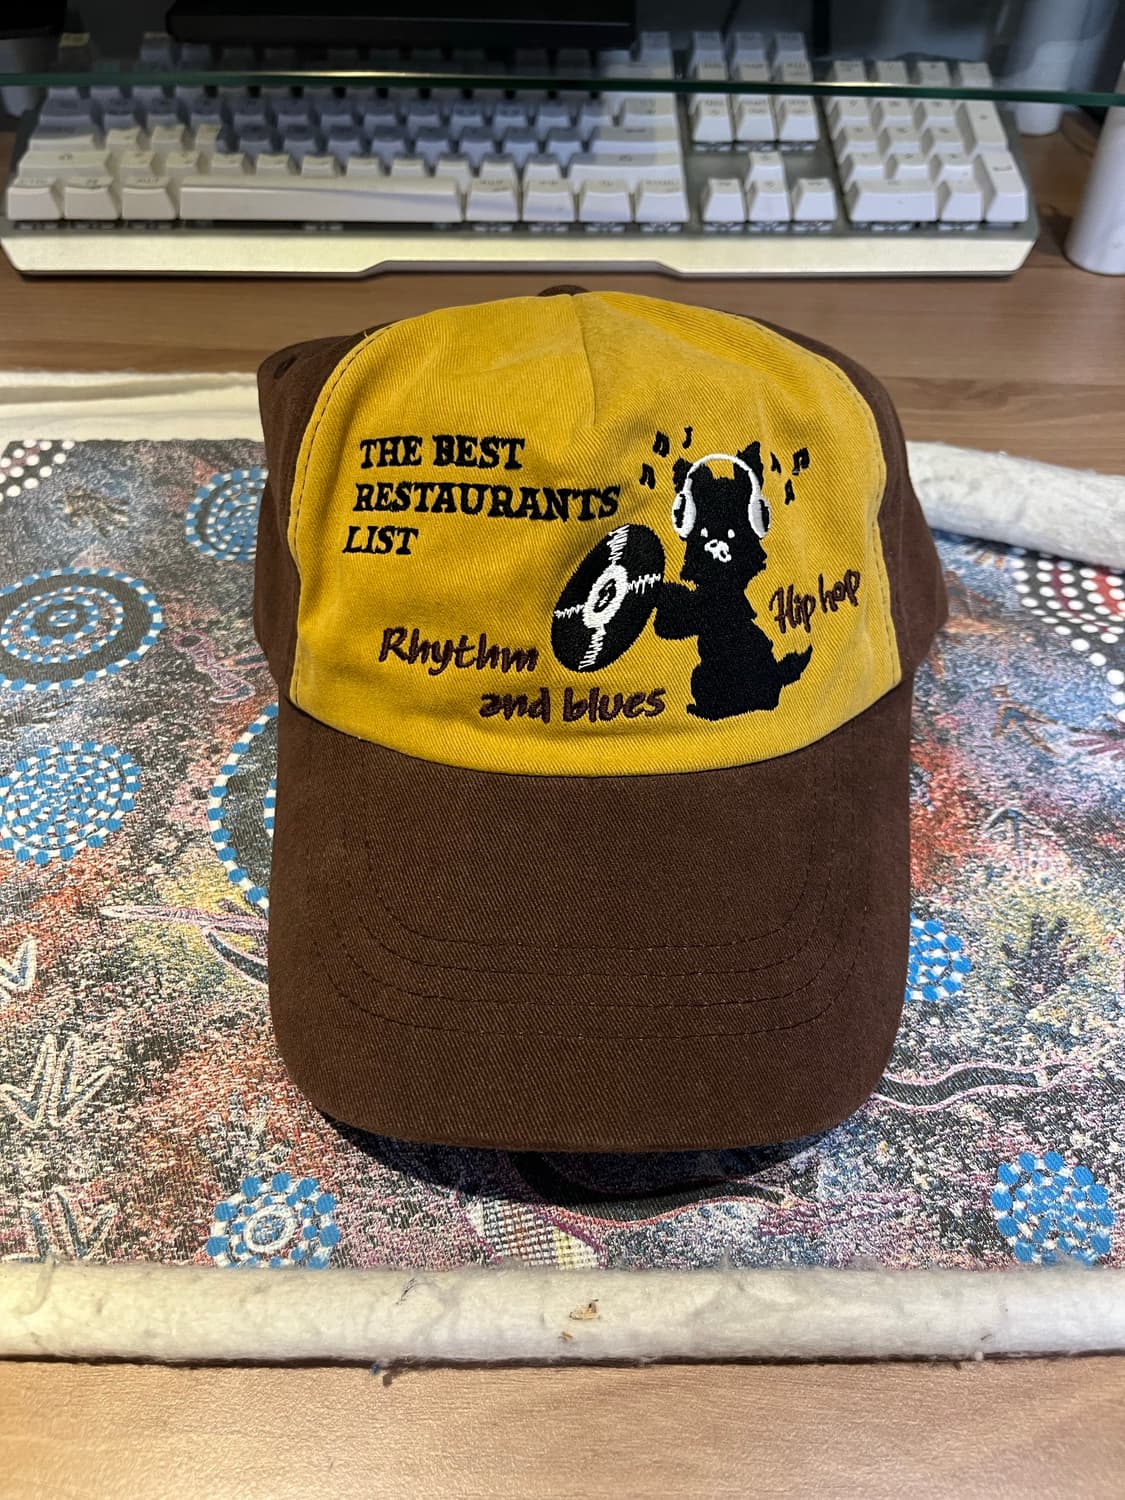 THE BEST
RESTAURANTS
LIST
Rhythm
and blues
Hip hop